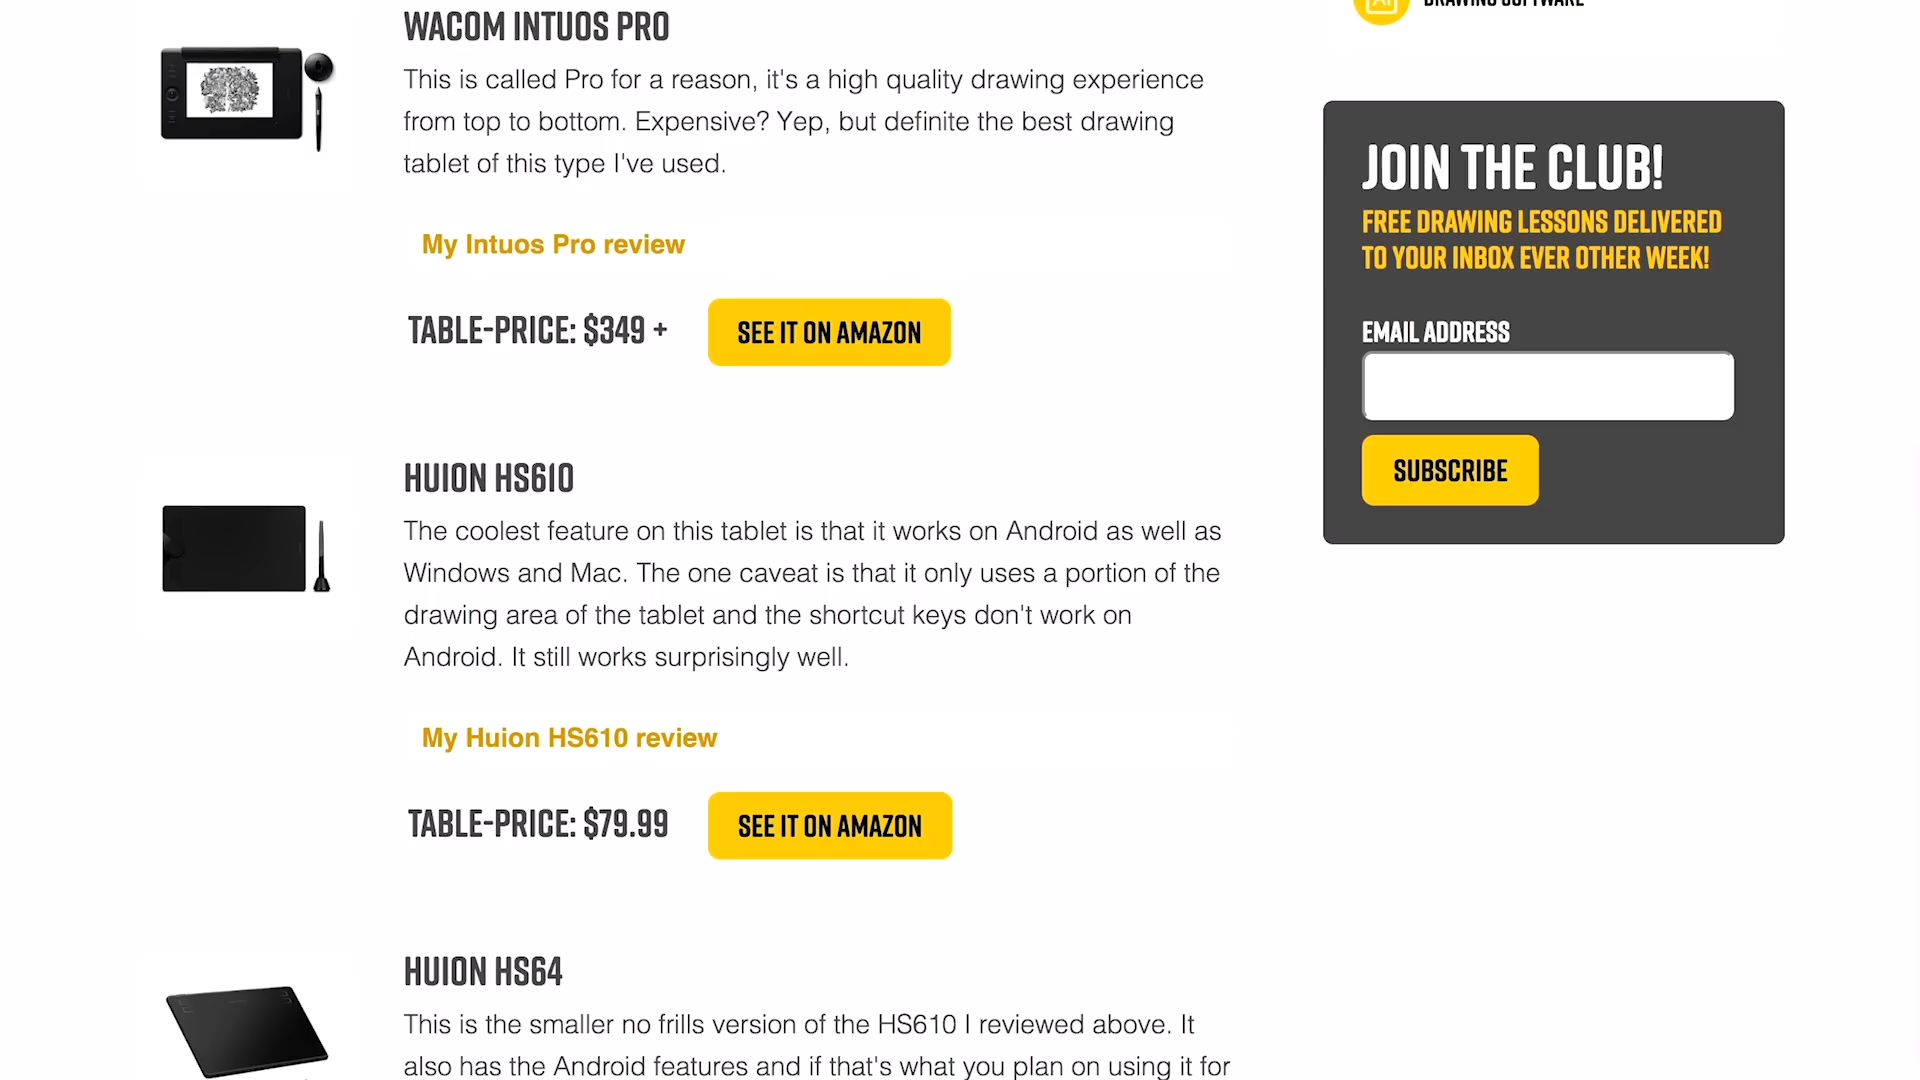 DRAWING SOFTWARE
WACOM INTUOS PRO
This is called Pro for a reason, it's a high quality drawing experience
from top to bottom. Expensive? Yep, but definite the best drawing
tablet of this type I've used.
My Intuos Pro review
TABLE-PRICE: $349 +
SEE IT ON AMAZON
HUION HS610
The coolest feature on this tablet is that it works on Android as well as
Windows and Mac. The one caveat is that it only uses a portion of the
drawing area of the tablet and the shortcut keys don't work on
Android. It still works surprisingly well.
My Huion HS610 review
TABLE-PRICE: $79.99
SEE IT ON AMAZON
HUION HS64
This is the smaller no frills version of the HS610 I reviewed above. It
also has the Android features and if that's what you plan on using it for
JOIN THE CLUB!
FREE DRAWING LESSONS DELIVERED
TO YOUR INBOX EVER OTHER WEEK!
EMAIL ADDRESS
SUBSCRIBE